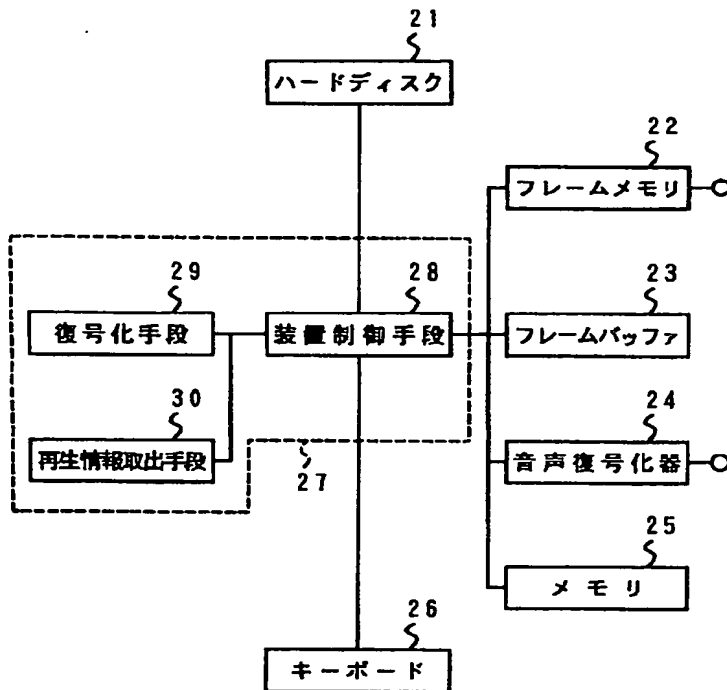 21
ハードディスク
22
フレームメモリ
29
復号化手段
28
装置制御手段
23
フレームバッファ
30
再生情報取出手段
27
24
音声復号化器
25
メモリ
26
キーボード